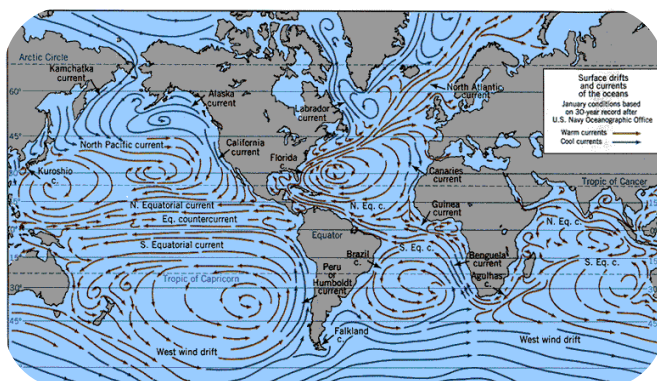 Arctic Circle
Kamchatka
current
60°
Alaska
current
Labrador
current
North Atlantic
current
Surface drifts
and currents
of the oceans
January conditions based
on 30-year record after
U.S. Navy Oceanographic Office
Warm currents
Cool currents
45°
North Pacific current
California
current
Florida
c.
Kuroshio
c.
Canaries
current
Tropic of Cancer
N. Equatorial current
Eq. countercurrent
N. Eq. c.
Guinea
current
N. Eq. c.
15°
Equator
S. Equatorial current
Brazil
c.
S. Eq. c.
Benguela
current
Agulhas
c.
S. Eq. c.
15°
Tropic of Capricorn
Peru
or
Humboldt
current
30°
45°
Falkland
c.
West wind drift
West wind drift
45°